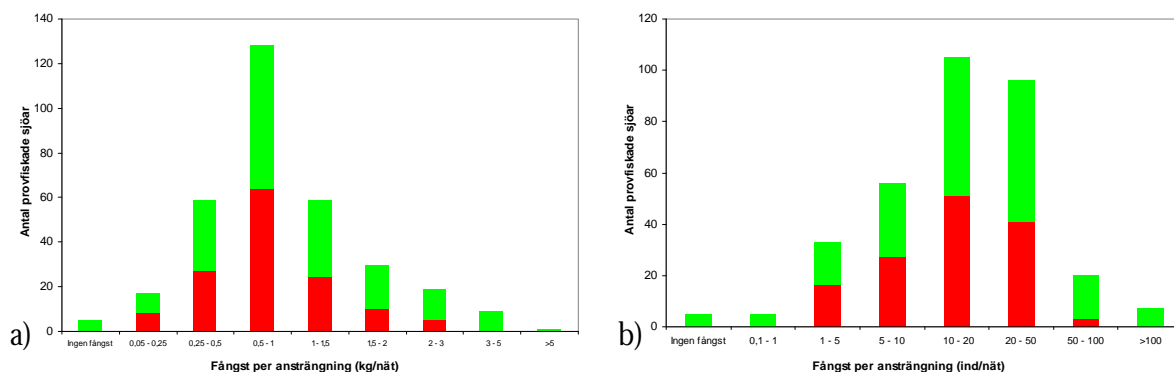 140
120
100
80
60
40
20
0
Antal provfiskade sjöar
Ingen fångst 0,05 - 0,25 0,25 - 0,5 0,5 - 1 1- 1,5 1,5 - 2 2 - 3 3 - 5 >5
Fångst per ansträngning (kg/nät)
a)
120
100
80
60
40
20
0
Antal provfiskade sjöar
Ingen fångst 0,1 - 1 1 - 5 5 - 10 10 - 20 20 - 50 50 - 100 >100
Fångst per ansträngning (ind/nät)
b)